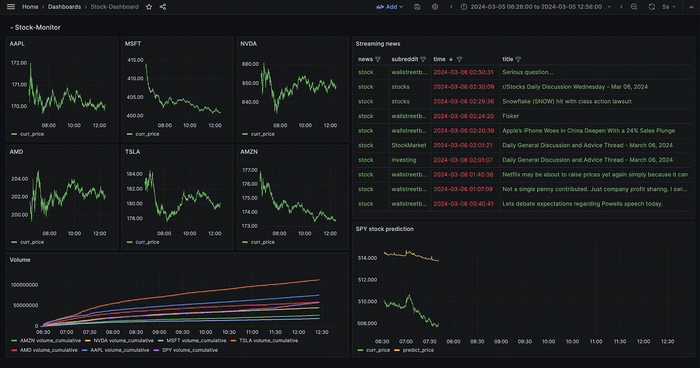 Home › Dashboards › Stock-Dashboard
Add
2024-03-05 06:28:00 to 2024-03-05 12:56:00
5s
Stock-Monitor
AAPL
172.00
171.00
170.00
08:00 10:00 12:00
curr_price
MSFT
410.00
405.00
400.00
08:00 10:00 12:00
curr_price
NVDA
860.00
850.00
840.00
08:00 10:00 12:00
curr_price
AMD
204.00
202.00
200.00
08:00 10:00 12:00
curr_price
TSLA
184.00
182.00
180.00
178.00
08:00 10:00 12:00
curr_price
AMZN
177.00
176.00
175.00
174.00
173.00
08:00 10:00 12:00
curr_price
Volume
100000000
50000000
0
06:30 07:00 07:30 08:00 08:30 09:00 09:30 10:00 10:30 11:00 11:30 12:00 12:30
AMZN volume_cumulative NVDA volume_cumulative MSFT volume_cumulative TSLA volume_cumulative
AMD volume_cumulative AAPL volume_cumulative SPY volume_cumulative
Streaming news
news subreddit time title
stock wallstreetb... 2024-03-06 02:50:31 Serious question...
stock stocks 2024-03-06 02:30:09 r/Stocks Daily Discussion Wednesday - Mar 06, 2024
stock stocks 2024-03-06 02:29:36 Snowflake (SNOW) hit with class action lawsuit
stock wallstreetb... 2024-03-06 02:24:20 Fisker
stock wallstreetb... 2024-03-06 02:20:39 Apple's iPhone Woes in China Deepen With a 24% Sales Plunge
stock StockMarket 2024-03-06 02:01:21 Daily General Discussion and Advice Thread - March 06, 2024
stock investing 2024-03-06 02:01:07 Daily General Discussion and Advice Thread - March 06, 2024
stock wallstreetb... 2024-03-06 01:40:36 Netflix may be about to raise prices yet again simply because it can
stock wallstreetb... 2024-03-06 01:07:09 Not a single penny contributed. Just company profit sharing. I
stock wallstreetb... 2024-03-06 00:40:41 Lets debate expectations regarding Powells speech today.
SPY stock prediction
514.00
512.00
510.00
508.00
06:30 07:00 07:30 08:00 08:30 09:00 09:30 10:00 10:30 11:00 11:30 12:00 12:30
curr_price predict_price